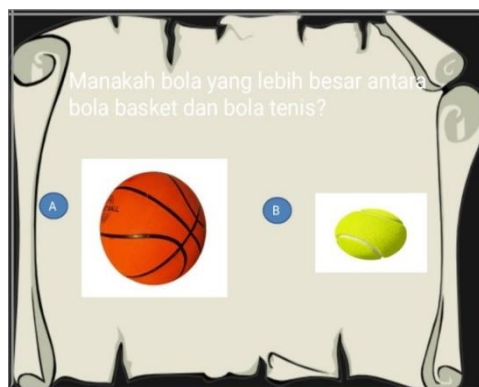 Manakah bola yang lebih besar antara
bola basket dan bola tenis?
A
B